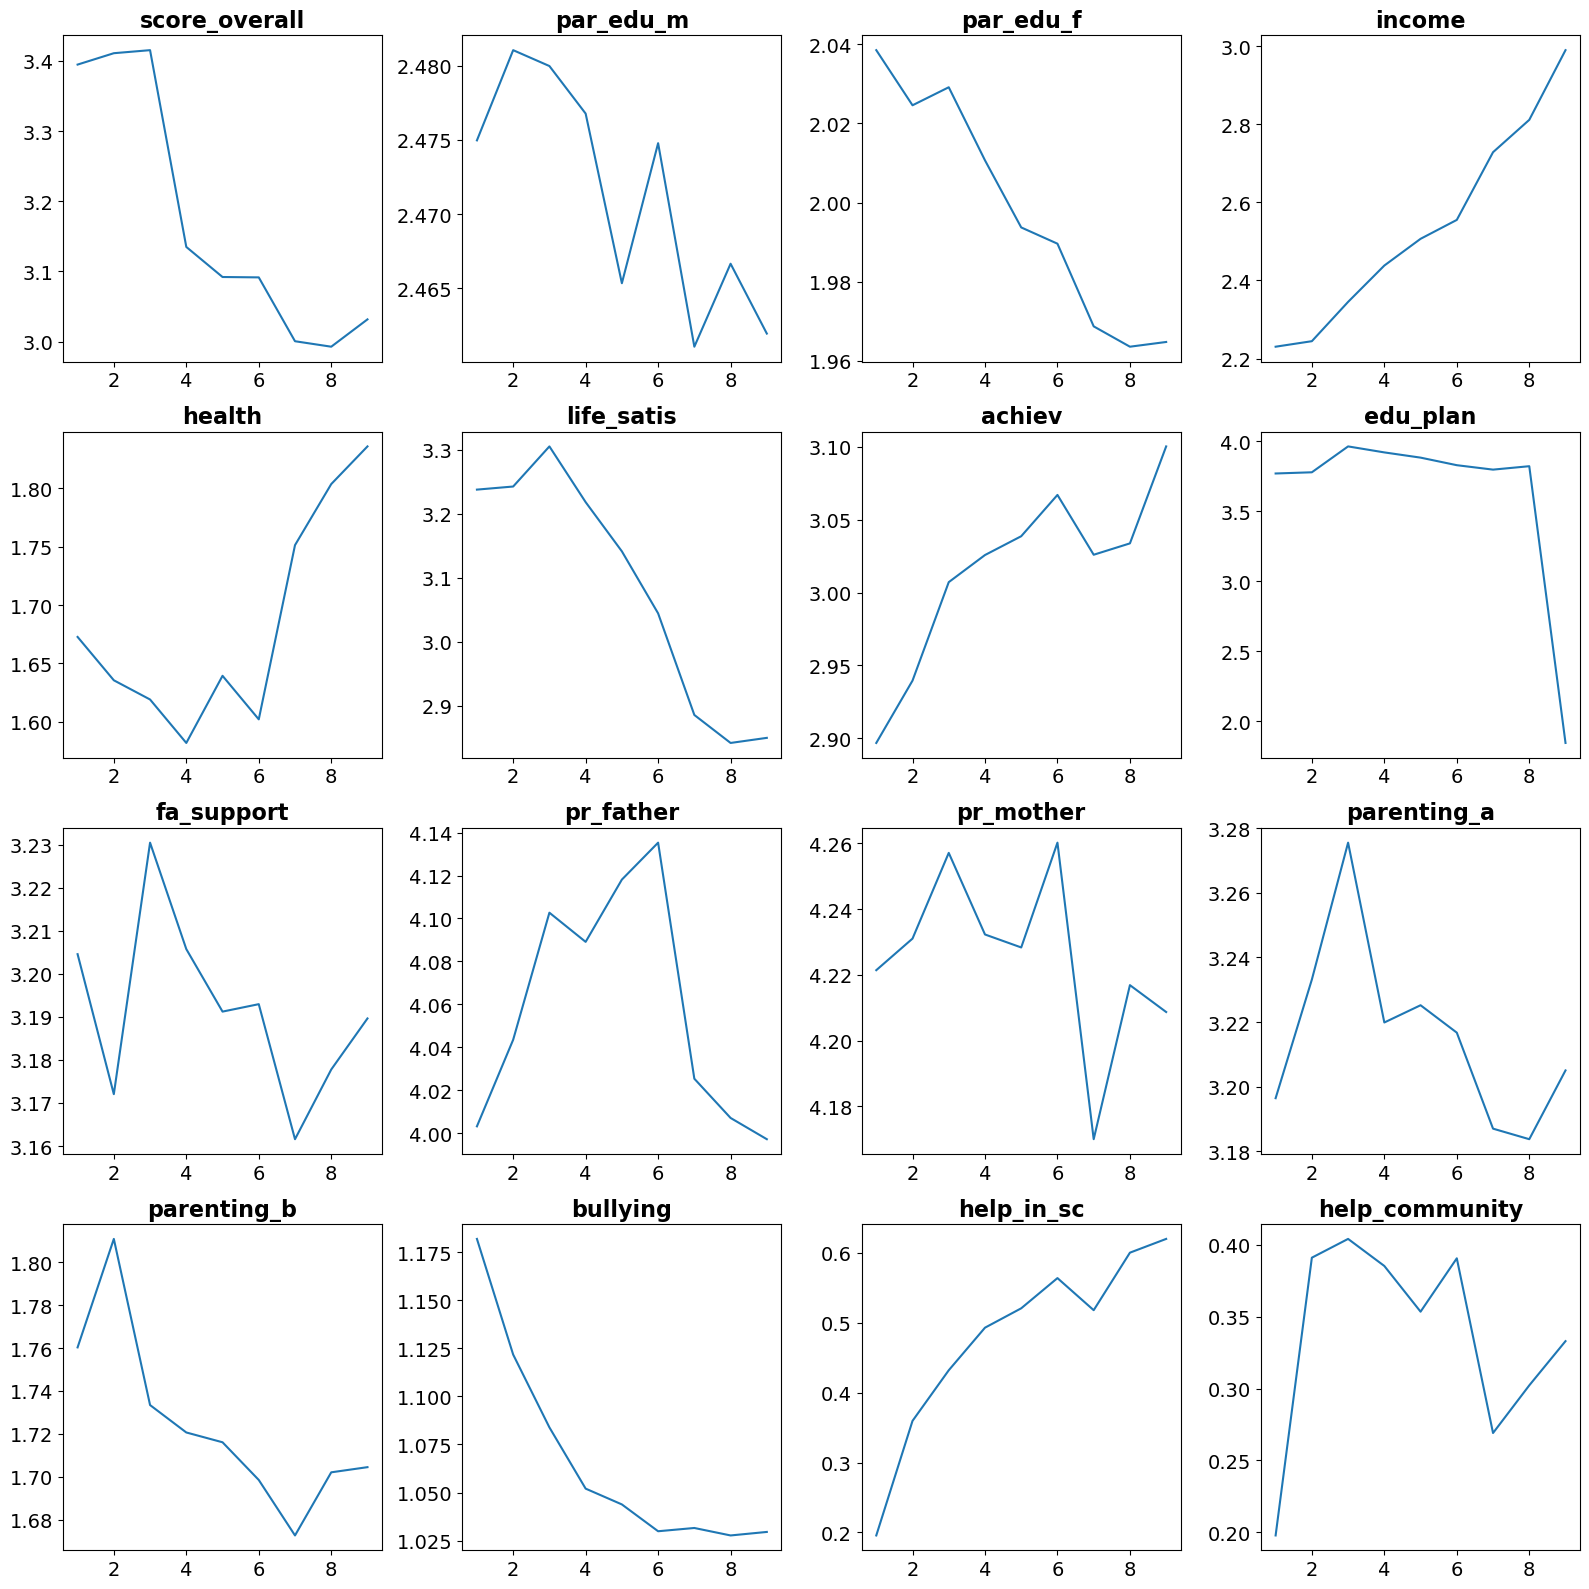 score_overall par_edu_m par_edu_f income
3.4 2.480 2.04 3.0
3.3 2.475 2.02 2.8
3.2 2.470 2.00 2.6
3.1 2.465 1.98 2.4
3.0 1.96 2.2
2 4 6 8 2 4 6 8 2 4 6 8 2 4 6 8
health life_satis achiev edu_plan
1.80 3.3 3.10 4.0
1.75 3.2 3.05 3.5
1.70 3.1 3.00 3.0
1.65 3.0 2.95 2.5
1.60 2.9 2.90 2.0
2 4 6 8 2 4 6 8 2 4 6 8 2 4 6 8
fa_support pr_father pr_mother parenting_a
3.23 4.14 4.26 3.28
3.22 4.12 4.24 3.26
3.21 4.10 4.22 3.24
3.20 4.08 4.20 3.22
3.19 4.06 4.18 3.20
3.18 4.04 3.18
3.17 4.02
3.16 4.00
2 4 6 8 2 4 6 8 2 4 6 8 2 4 6 8
parenting_b bullying help_in_sc help_community
1.80 1.175 0.6 0.40
1.78 1.150 0.5 0.35
1.76 1.125 0.4 0.30
1.74 1.100 0.3 0.25
1.72 1.075 0.2 0.20
1.70 1.050
1.68 1.025
2 4 6 8 2 4 6 8 2 4 6 8 2 4 6 8